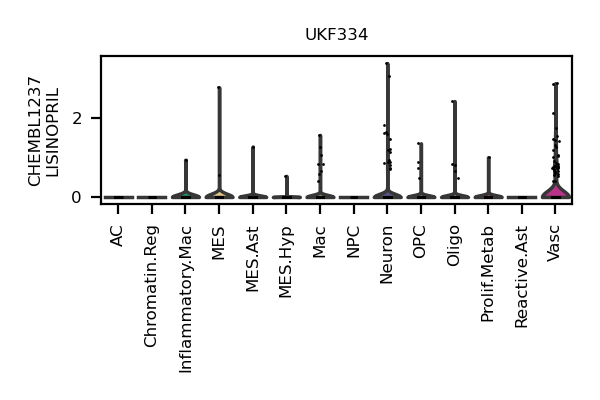 UKF334
CHEMBL1237
LISINOPRIL
2
0
AC
Chromatin.Reg
Inflammatory.Mac
MES
MES.Ast
MES.Hyp
Mac
NPC
Neuron
OPC
Oligo
Prolif.Metab
Reactive.Ast
Vasc